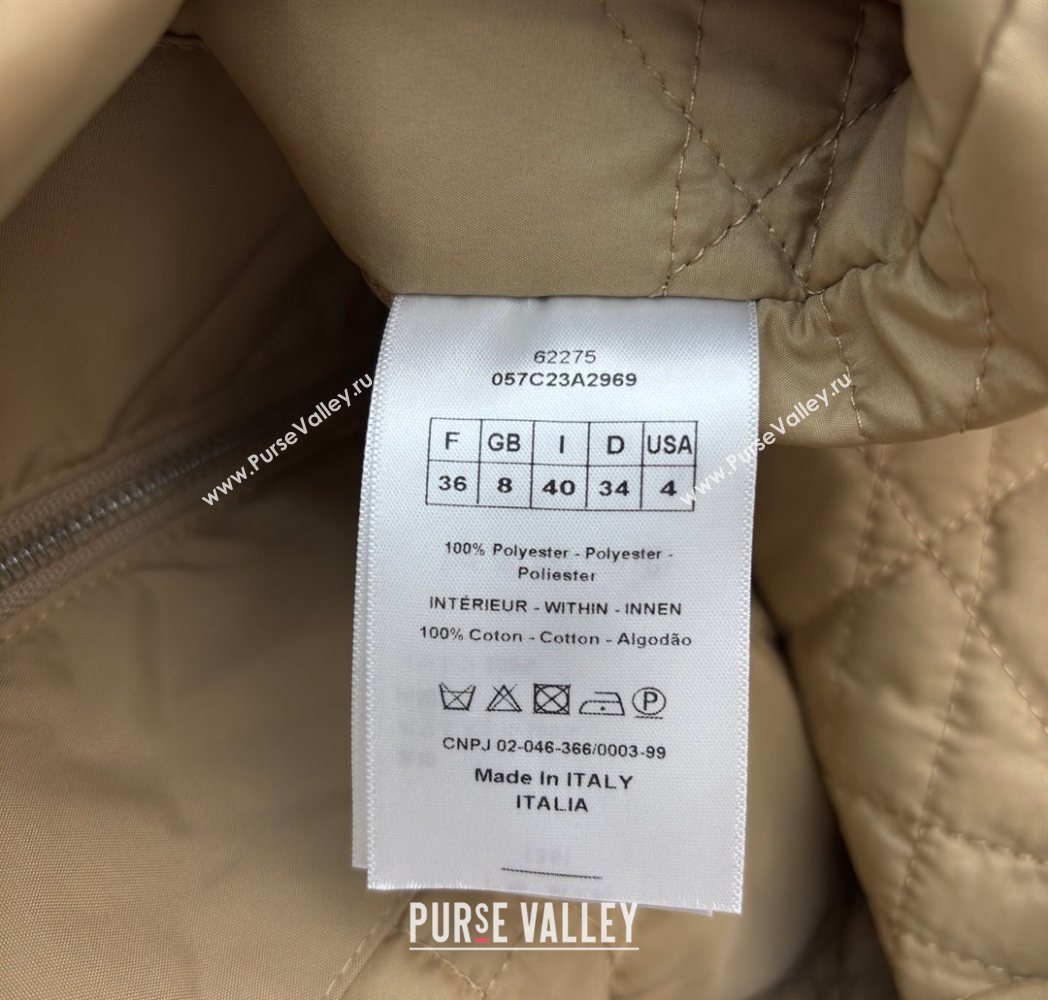 62275
057C23A2969
F GB I D USA
36 8 40 34 4
100% Polyester - Polyester -
Poliester
INTÉRIEUR - WITHIN - INNEN
100% Coton - Cotton - Algodão
P
CNPJ 02-046-366/0003-99
Made In ITALY
ITALIA
www.PurseValley.ru
www.PurseValley.ru
PURSE VALLEY